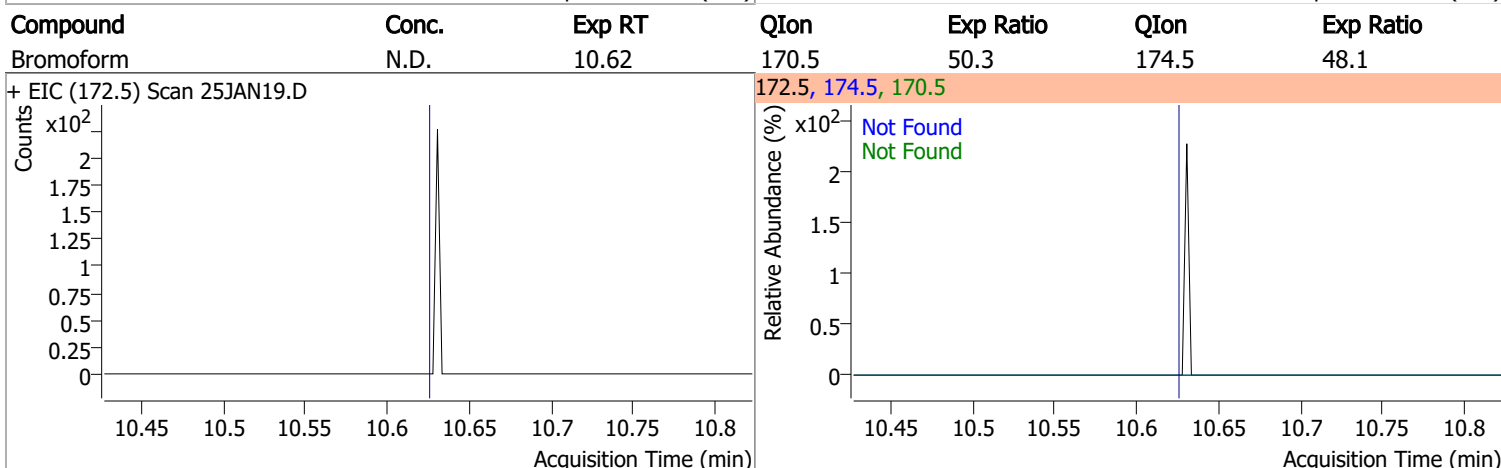 Compound Conc. Exp RT QIon Exp Ratio QIon Exp Ratio
Bromoform N.D. 10.62 170.5 50.3 174.5 48.1
+ EIC (172.5) Scan 25JAN19.D
Counts
x10²
2
1.75
1.5
1.25
1
0.75
0.5
0.25
0
10.45 10.5 10.55 10.6 10.65 10.7 10.75 10.8
Acquisition Time (min)
172.5, 174.5, 170.5
Relative Abundance (%)
x10²
Not Found
Not Found
2
1.5
1
0.5
0
10.45 10.5 10.55 10.6 10.65 10.7 10.75 10.8
Acquisition Time (min)